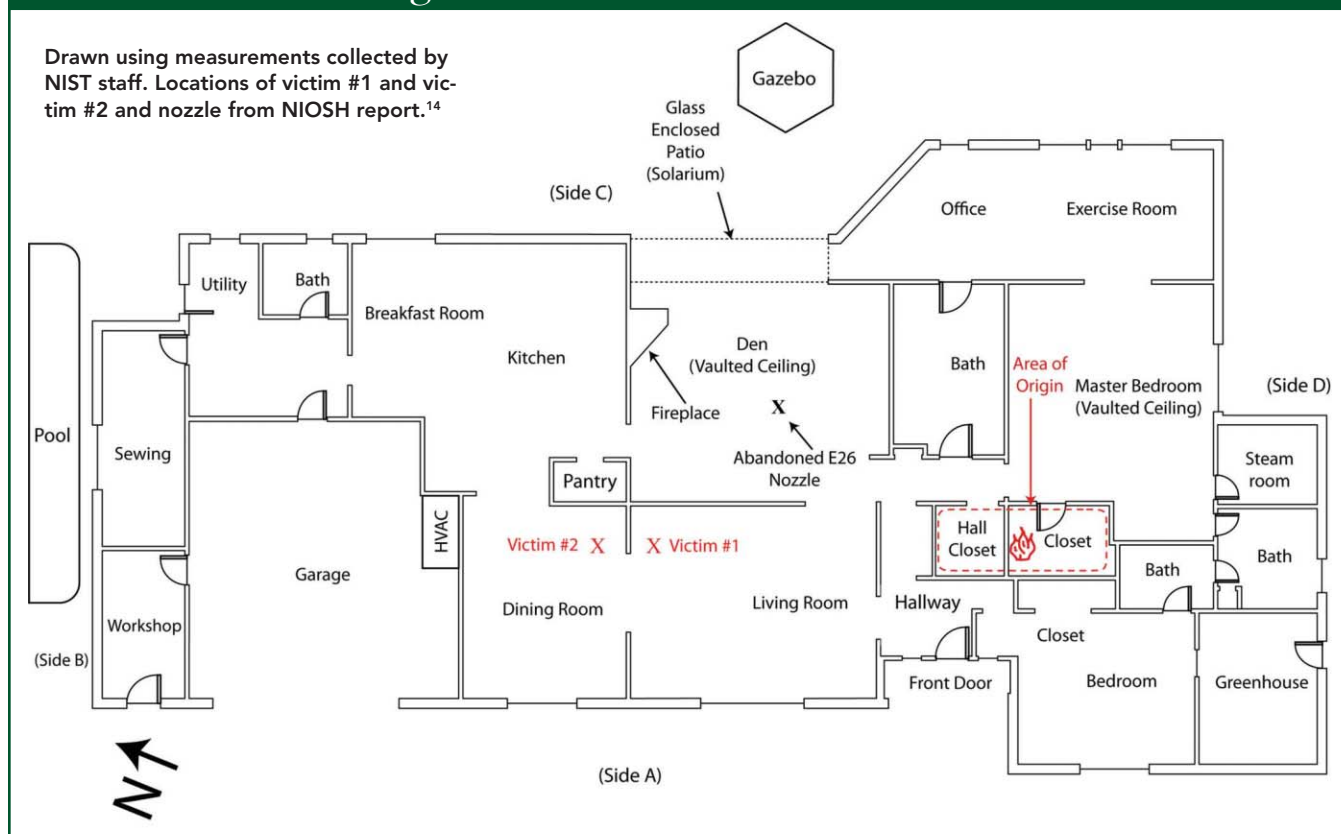 Drawn using measurements collected by
NIST staff. Locations of victim #1 and vic-
tim #2 and nozzle from NIOSH report.14
Gazebo
Glass
Enclosed
Patio
(Solarium)
(Side C)
Office
Exercise Room
Utility
Bath
Breakfast Room
Kitchen
Den
(Vaulted Ceiling)
Fireplace
X
Abandoned E26
Nozzle
Bath
Area of
Origin
Master Bedroom
(Vaulted Ceiling)
(Side D)
Pool
Sewing
Pantry
Steam
room
HVAC
Garage
Victim #2 X
X Victim #1
Hall
Closet
Closet
Bath
Bath
Dining Room
Living Room
Hallway
Workshop
Closet
(Side B)
Front Door
Bedroom
Greenhouse
N
(Side A)